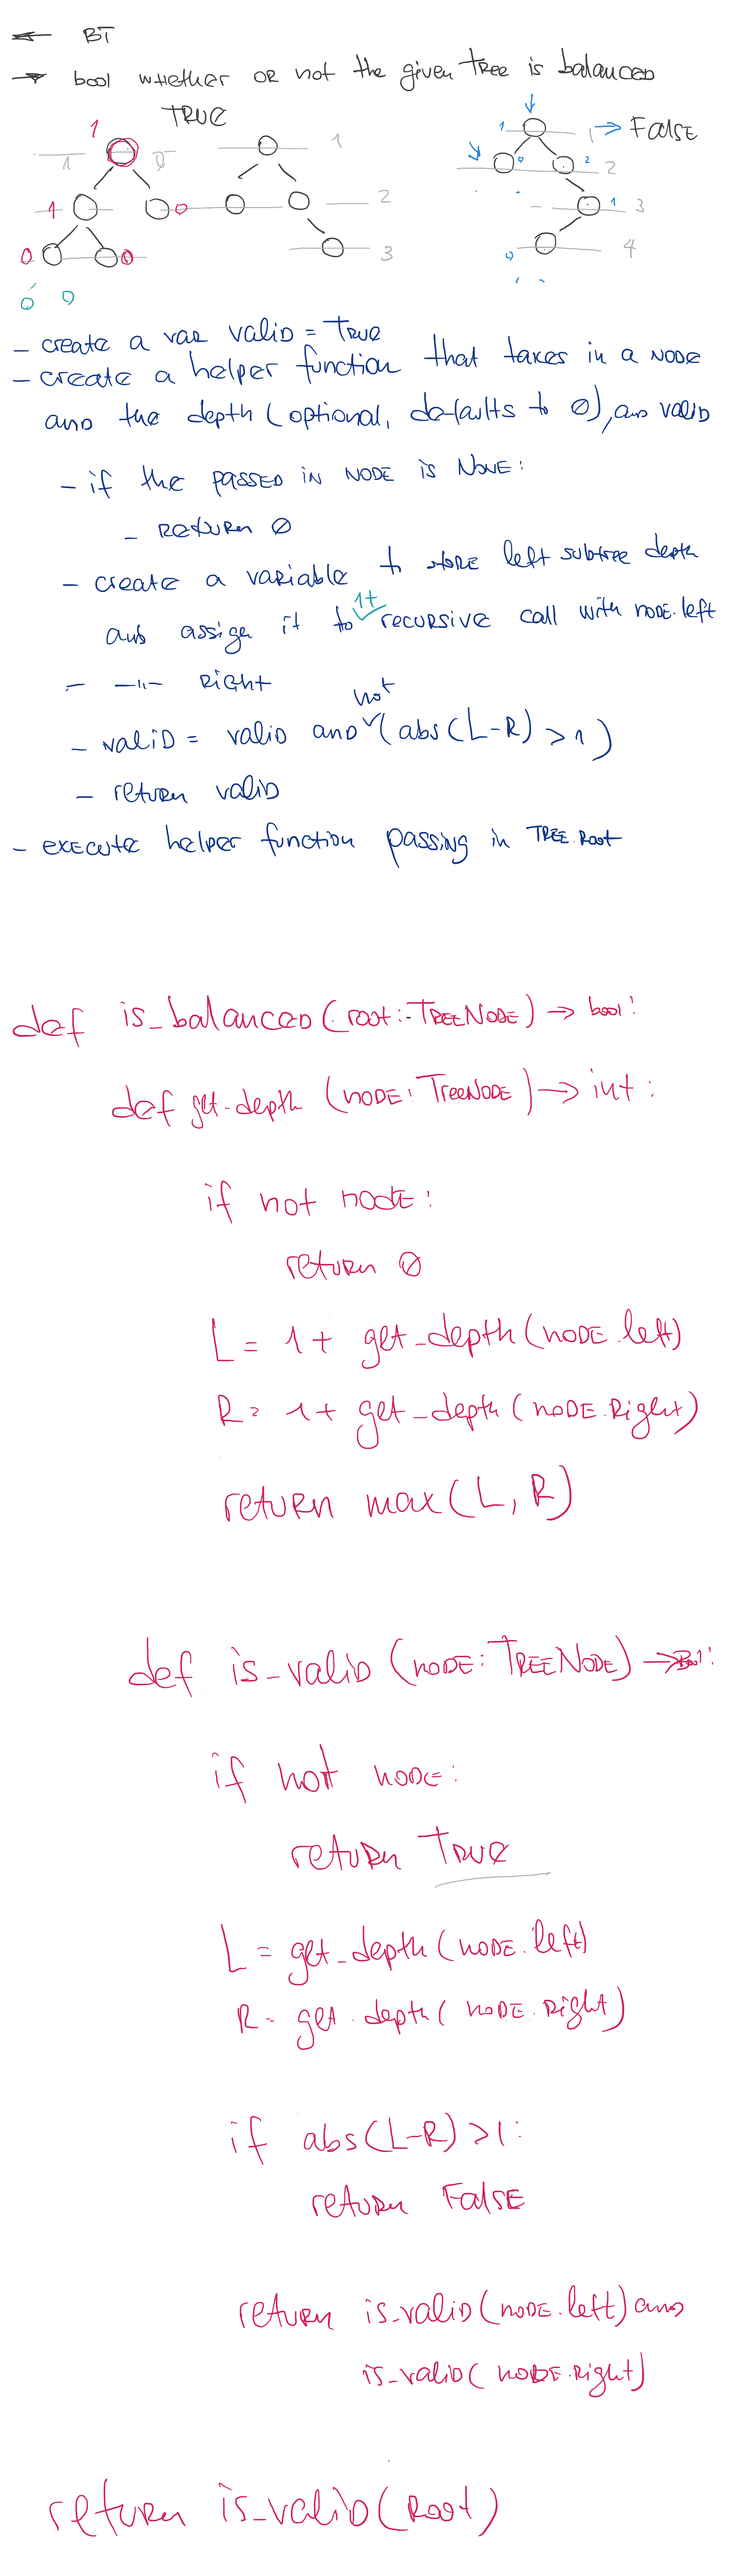 ← BT
→ bool whether or not the given tree is balanced
TRUE
1
1 0
1 0
0 0
0 0
1
2
3
1 1 → False
0 2 2
1 3
0 4
- create a var valid = True
- create a helper function that takes in a node
and the depth (optional, defaults to 0), and valid
- if the passed in node is None:
- return 0
- create a variable to store left subtree depth
and assign it to 1+ recursive call with node.left
- -"- Right
- valid = valid and not (abs(L-R) > 1)
- return valid
- execute helper function passing in TREE.Root
def is_balanced(root: TreeNode) → bool:
def get_depth (node: TreeNode) → int:
if not node:
return 0
L = 1+ get_depth(node.left)
R = 1+ get_depth(node.Right)
return max(L, R)
def is_valid (node: TreeNode) → Bool:
if not node:
return True
L = get_depth(node.left)
R = get_depth(node.Right)
if abs(L-R) >1:
return False
return is_valid(node.left) and
is_valid(node.right)
return is_valid(Root)